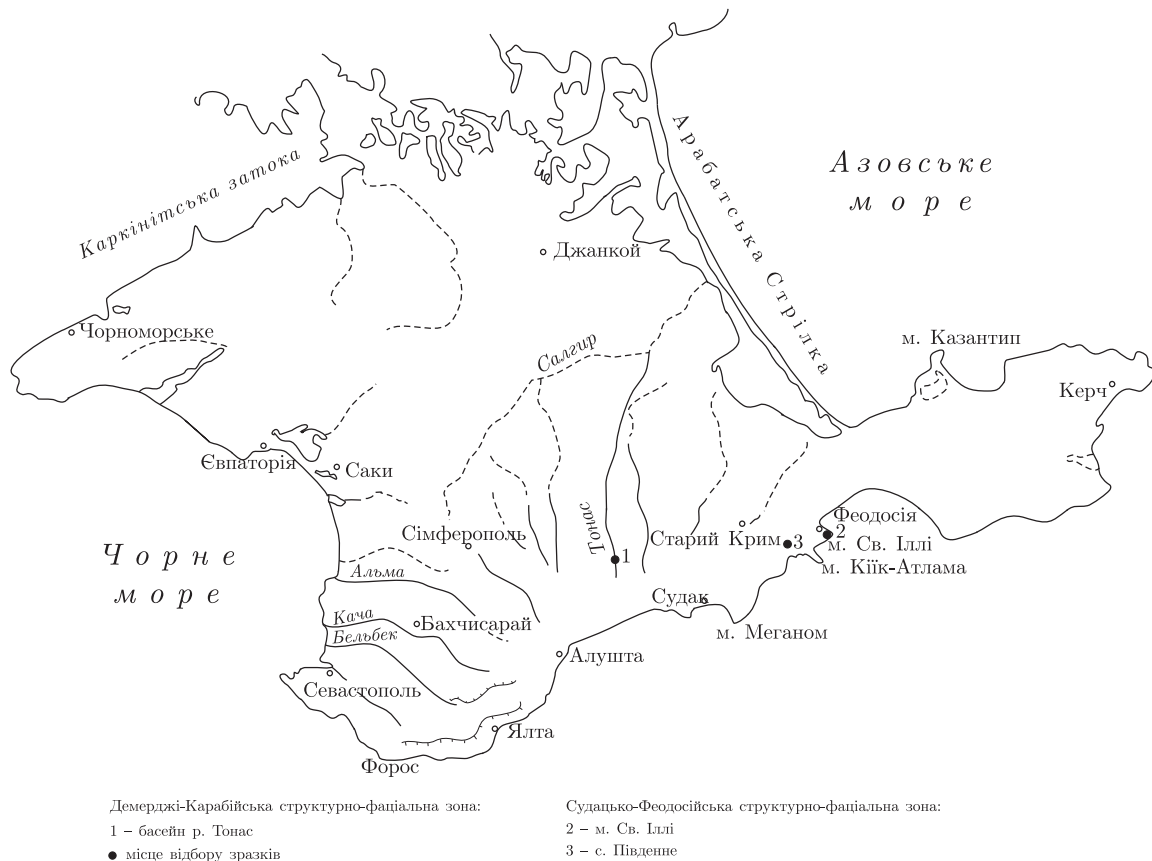 Каркінітська затока
Арабатська Стрілка
Азовське
море
Джанкой
Чорноморське
Салгир
м. Казантип
Керч
Євпаторія
Саки
Сімферополь
Тонас
1
Старий Крим
3
Феодосія
2
м. Св. Іллі
м. Кіїк-Атлама
Чорне
море
Альма
Кача
Бахчисарай
Бельбек
Судак
м. Меганом
Алушта
Севастополь
Ялта
Форос
Демерджі-Карабійська структурно-фаціальна зона:
1 – басейн р. Тонас
● місце відбору зразків
Судацько-Феодосійська структурно-фаціальна зона:
2 – м. Св. Іллі
3 – с. Південне